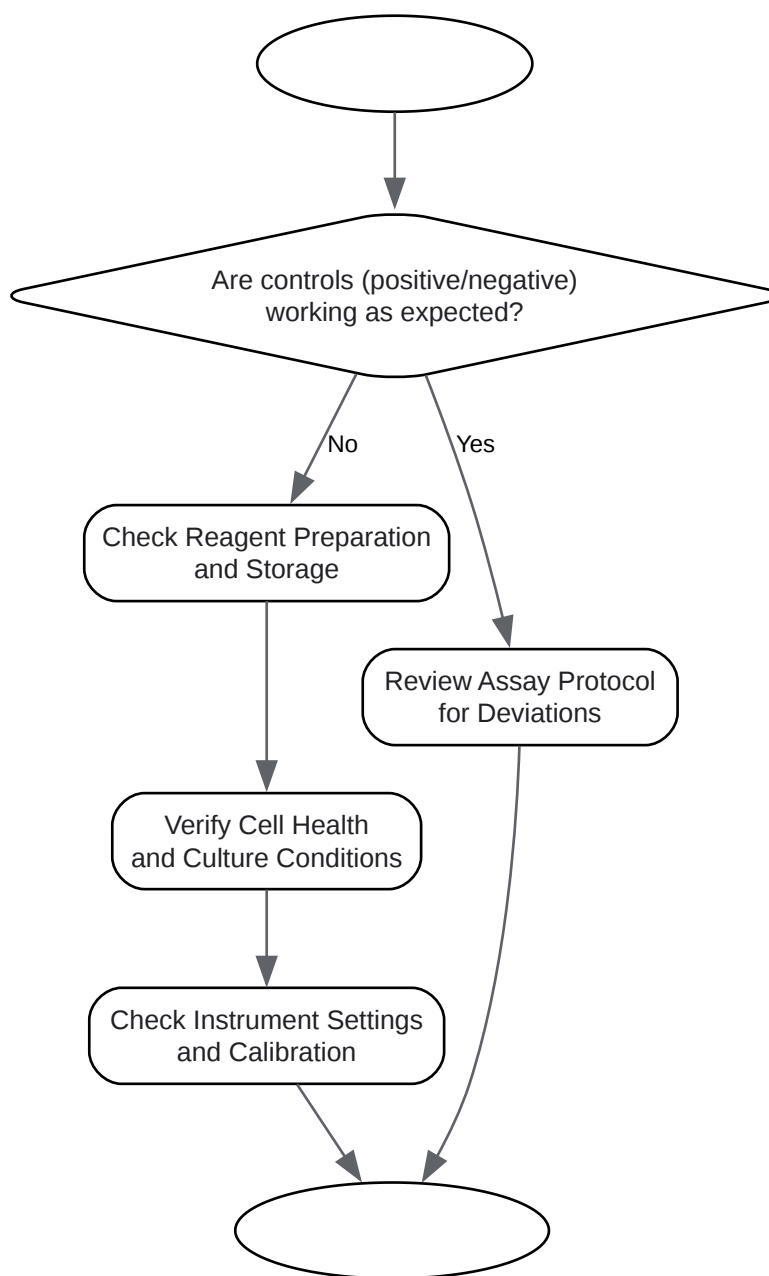 Are controls (positive/negative)
working as expected?
No
Yes
Check Reagent Preparation
and Storage
Review Assay Protocol
for Deviations
Verify Cell Health
and Culture Conditions
Check Instrument Settings
and Calibration